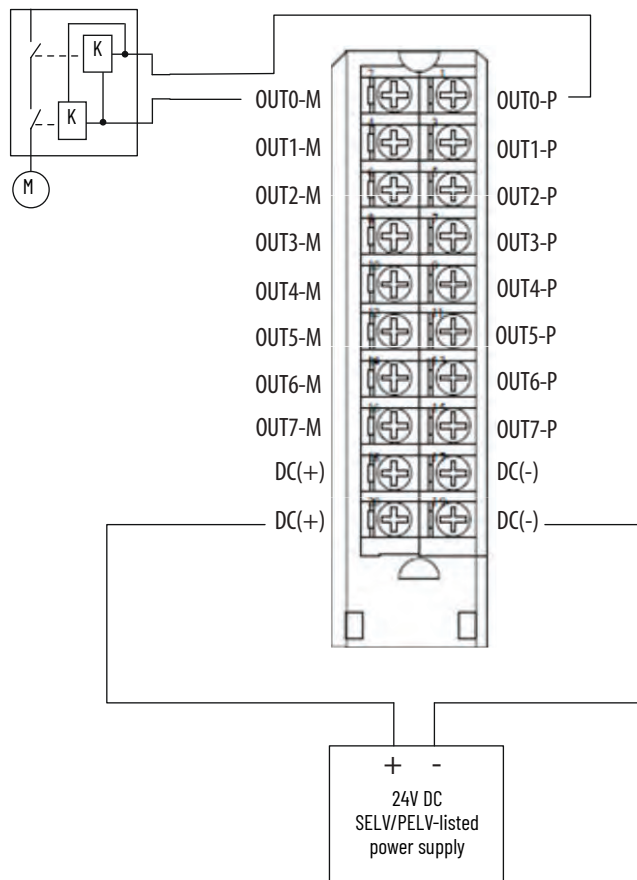 K
K
M
OUT0-M OUT0-P
OUT1-M OUT1-P
OUT2-M OUT2-P
OUT3-M OUT3-P
OUT4-M OUT4-P
OUT5-M OUT5-P
OUT6-M OUT6-P
OUT7-M OUT7-P
DC(+) DC(-)
DC(+) DC(-)
+ -
24V DC
SELV/PELV-listed
power supply